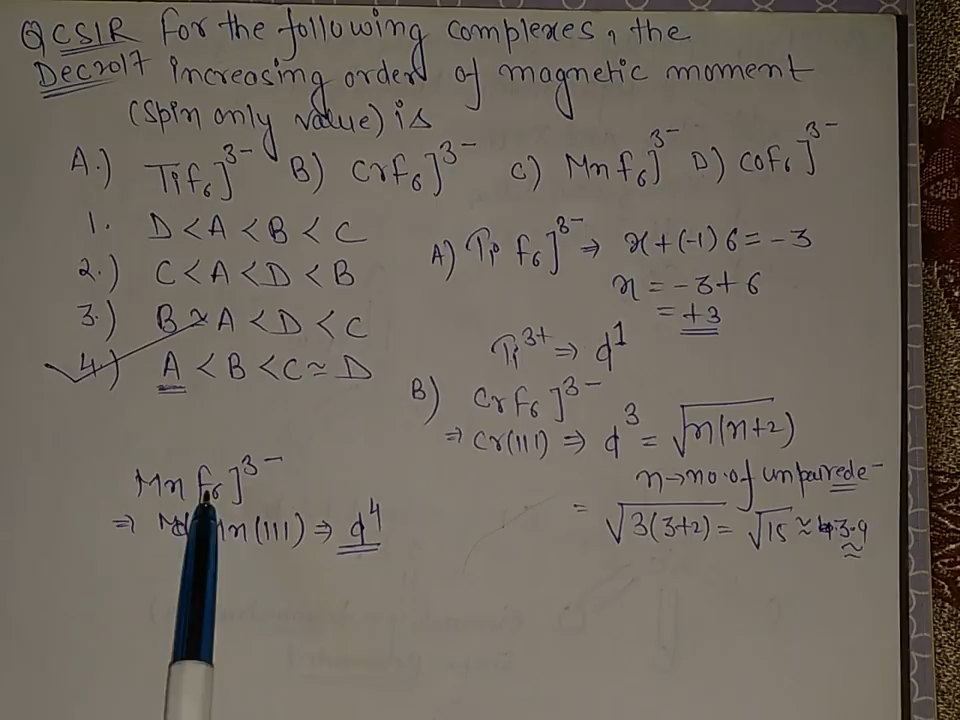 Q CSIR For the following complexes, the
Dec 2017 increasing order of magnetic moment
(spin only value) is
A.) TiF6]3- B) CrF6]3- C) MnF6]3- D) CoF6]3-
1. D < A < B < C
2.) C < A < D < B
3.) B ≈ A < D < C
4.) A < B < C ≃ D
A) TiF6]3- ⇒ x + (-1) 6 = -3
x = -3 + 6
= +3
Ti3+ ⇒ d1
B) CrF6]3-
⇒ Cr(III) ⇒ d3 = √n(n+2)
n → no. of unpaired e-
= √3(3+2) = √15 ≈ 3.9
MnF6]3-
⇒ Mn(III) ⇒ d4